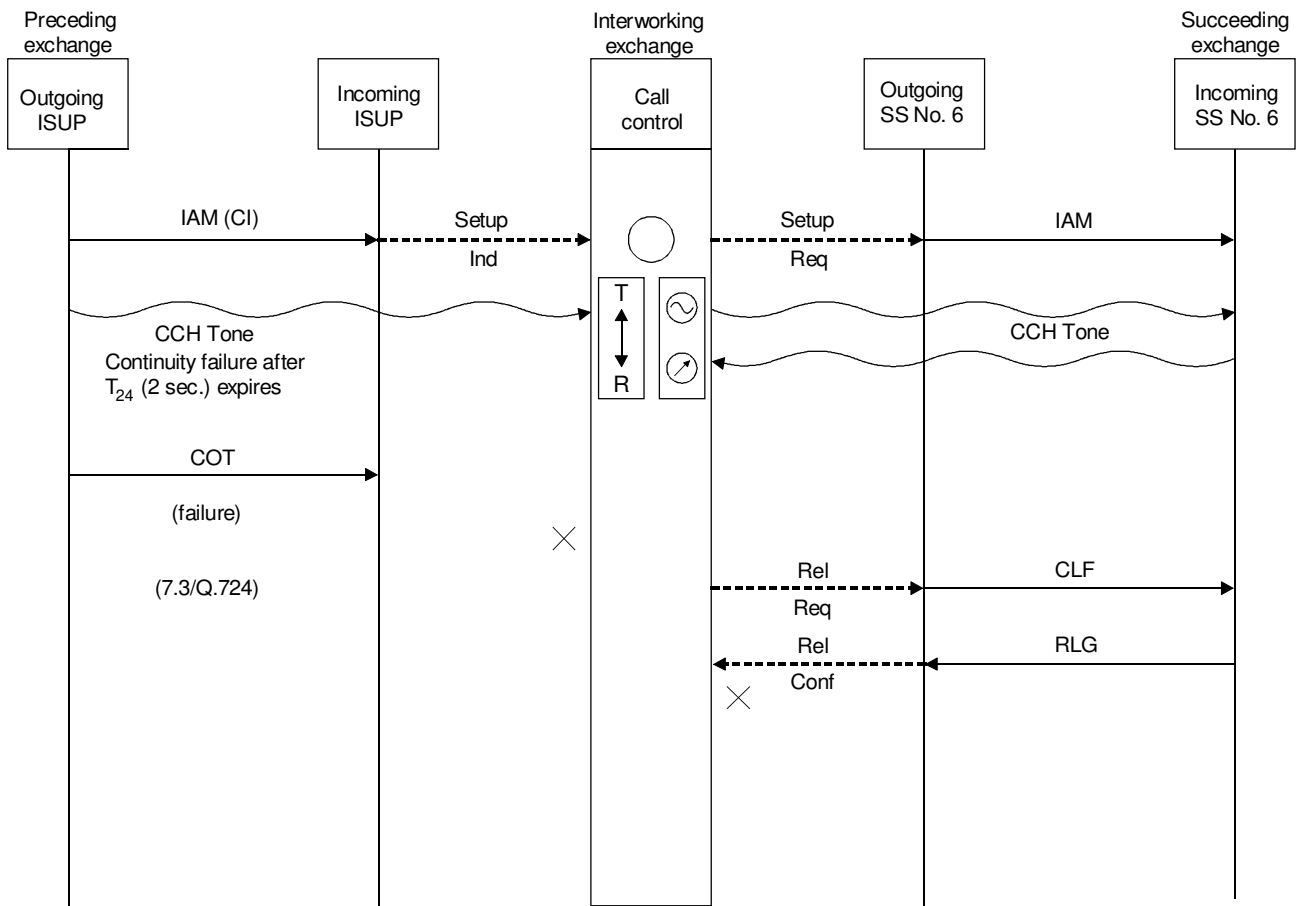 Preceding
exchange
Interworking
exchange
Succeeding
exchange
Outgoing
ISUP
Incoming
ISUP
Call
control
Outgoing
SS No. 6
Incoming
SS No. 6
IAM (CI)
Setup
Ind
Setup
Req
IAM
T
R
CCH Tone
Continuity failure after
T24 (2 sec.) expires
CCH Tone
COT
(failure)
(7.3/Q.724)
Rel
Req
CLF
Rel
Conf
RLG